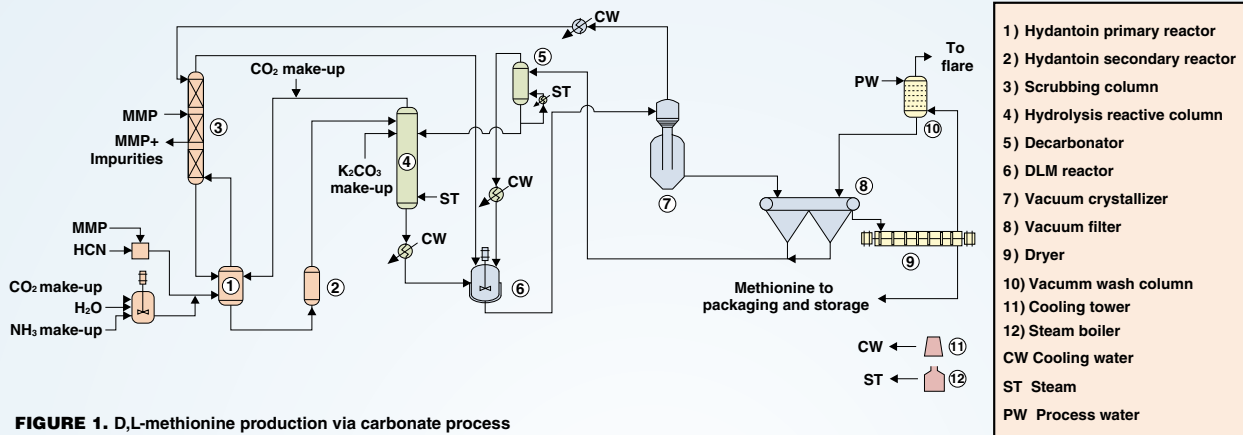 CW
To
flare
PW
CO₂ make-up
5
ST
MMP
3
MMP+
Impurities
10
4
K₂CO₃
make-up
CW
ST
7
8
MMP
HCN
CW
9
CO₂ make-up
H₂O
NH₃ make-up
1
2
6
Methionine to
packaging and storage
CW
11
ST
12
FIGURE 1. D,L-methionine production via carbonate process
1) Hydantoin primary reactor
2) Hydantoin secondary reactor
3) Scrubbing column
4) Hydrolysis reactive column
5) Decarbonator
6) DLM reactor
7) Vacuum crystallizer
8) Vacuum filter
9) Dryer
10) Vacumm wash column
11) Cooling tower
12) Steam boiler
CW Cooling water
ST Steam
PW Process water